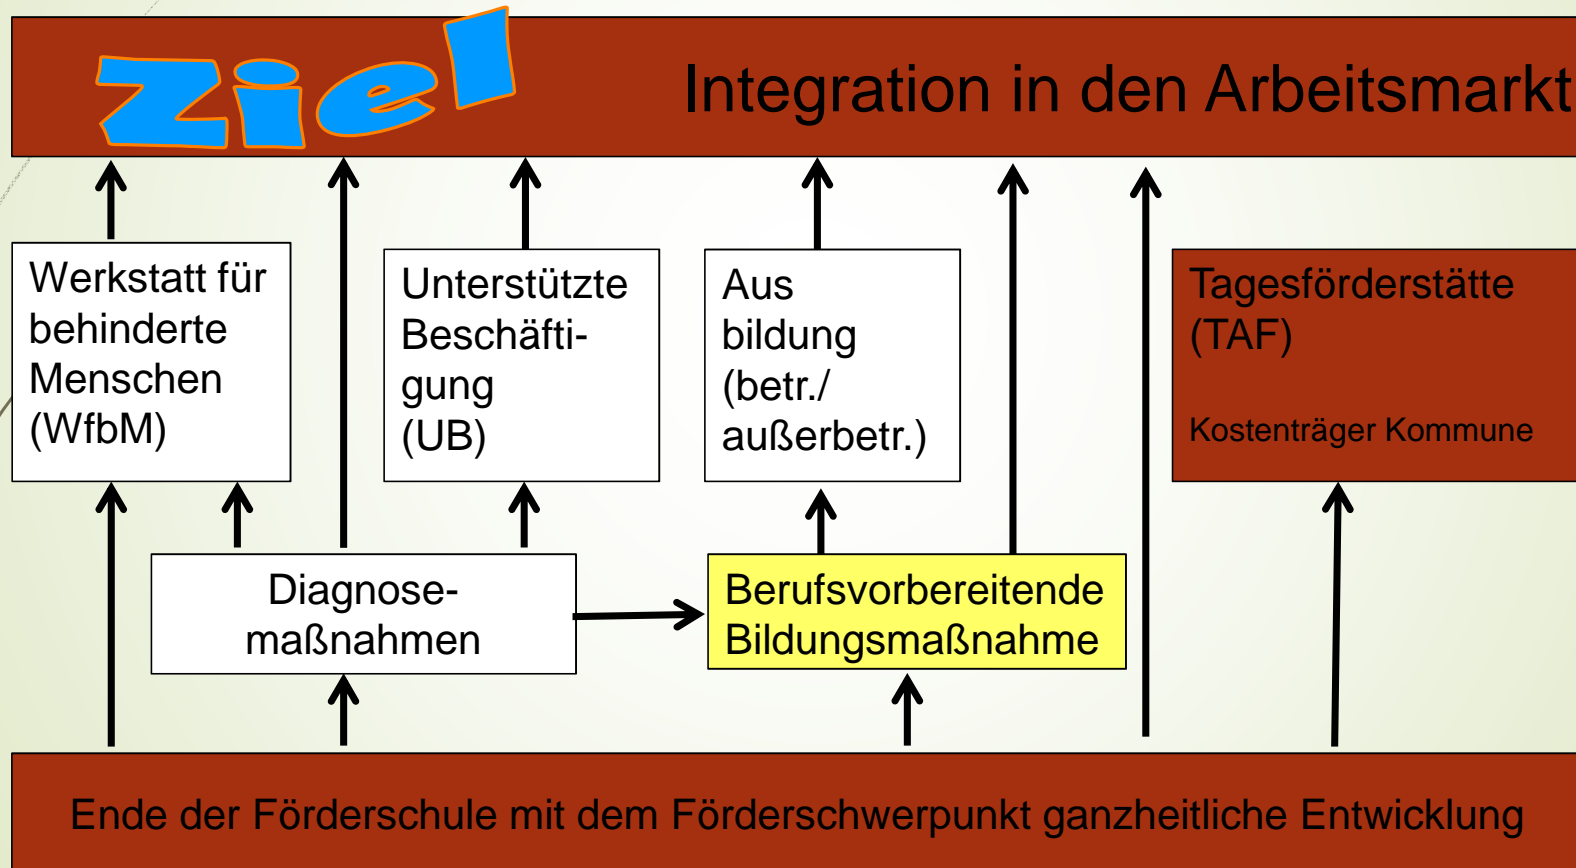 Ziel
Integration in den Arbeitsmarkt
Werkstatt für
behinderte
Menschen
(WfbM)
Unterstützte
Beschäfti-
gung
(UB)
Aus
bildung
(betr./
außerbetr.)
Tagesförderstätte
(TAF)
Kostenträger Kommune
Diagnose-
maßnahmen
Berufsvorbereitende
Bildungsmaßnahme
Ende der Förderschule mit dem Förderschwerpunkt ganzheitliche Entwicklung